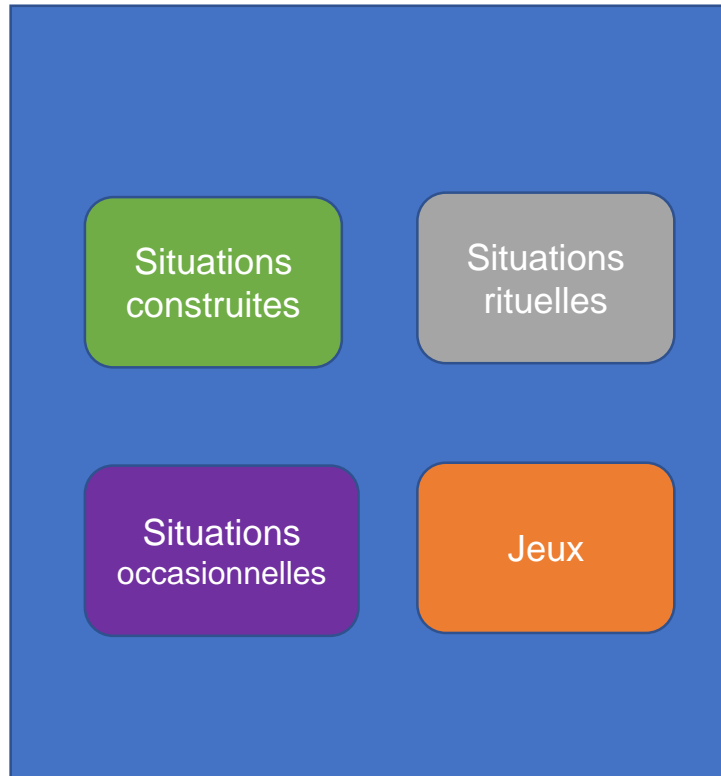 Situations
construites
Situations
rituelles
Situations
occasionnelles
Jeux